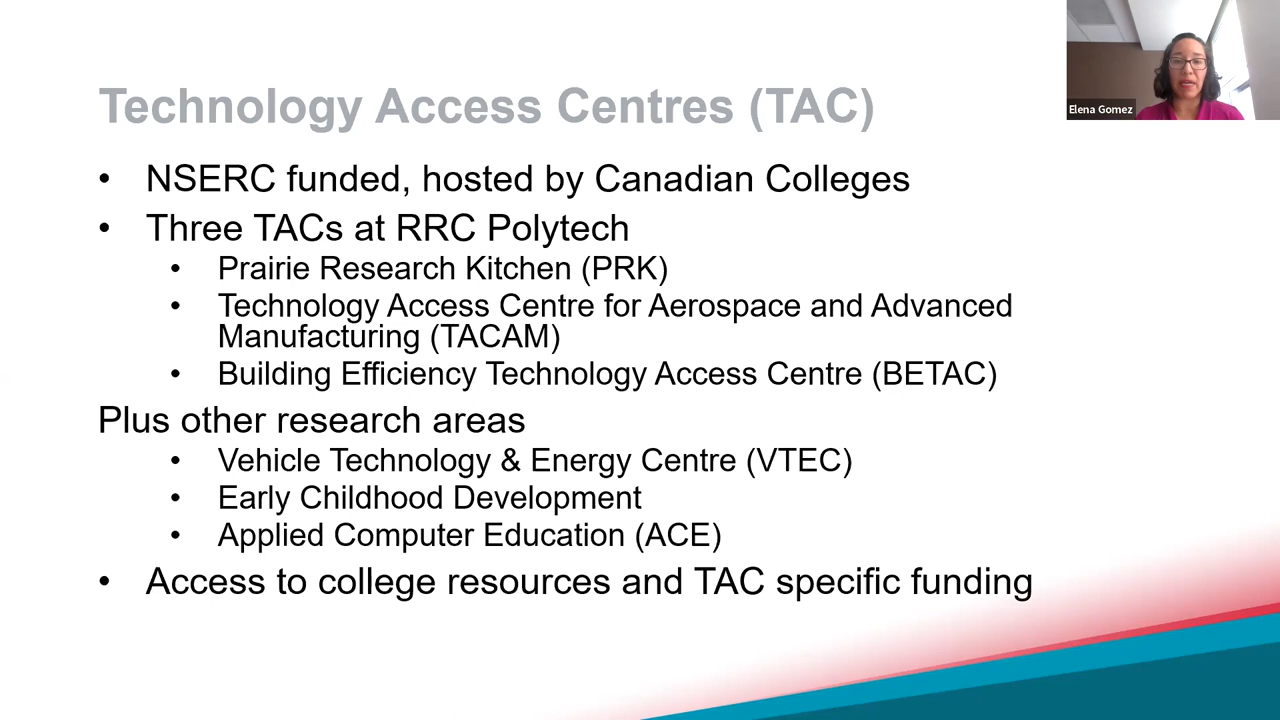 Technology Access Centres (TAC)
Elena Gomez
• NSERC funded, hosted by Canadian Colleges
• Three TACs at RRC Polytech
• Prairie Research Kitchen (PRK)
• Technology Access Centre for Aerospace and Advanced
Manufacturing (TACAM)
• Building Efficiency Technology Access Centre (BETAC)
Plus other research areas
• Vehicle Technology & Energy Centre (VTEC)
• Early Childhood Development
• Applied Computer Education (ACE)
• Access to college resources and TAC specific funding